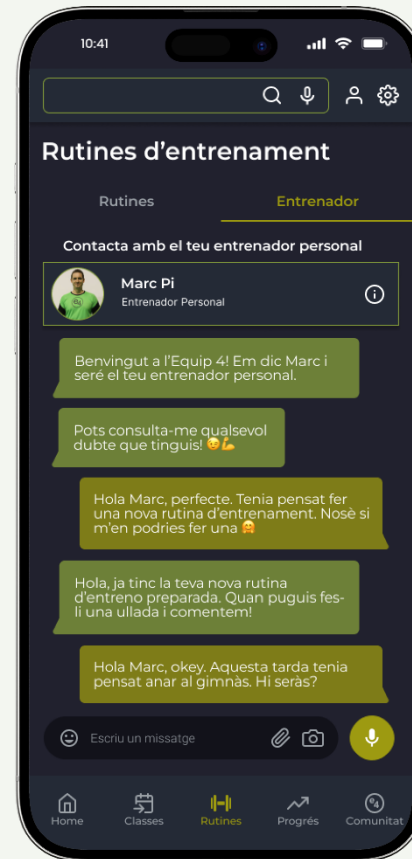 10:41
Rutines d'entrenament
Rutines
Entrenador
Contacta amb el teu entrenador personal
Marc Pi
Entrenador Personal
Benvingut a l'Equip 4! Em dic Marc i
seré el teu entrenador personal.
Pots consulta-me qualsevol
dubte que tinguis! 😉💪
Hola Marc, perfecte. Tenia pensat fer
una nova rutina d'entrenament. Nosè si
m'en podries fer una 🤗
Hola, ja tinc la teva nova rutina
d'entreno preparada. Quan puguis fes-
li una ullada i comentem!
Hola Marc, okey. Aquesta tarda tenia
pensat anar al gimnàs. Hi seràs?
Escriu un missatge
Home
Classes
Rutines
Progrés
Comunitat